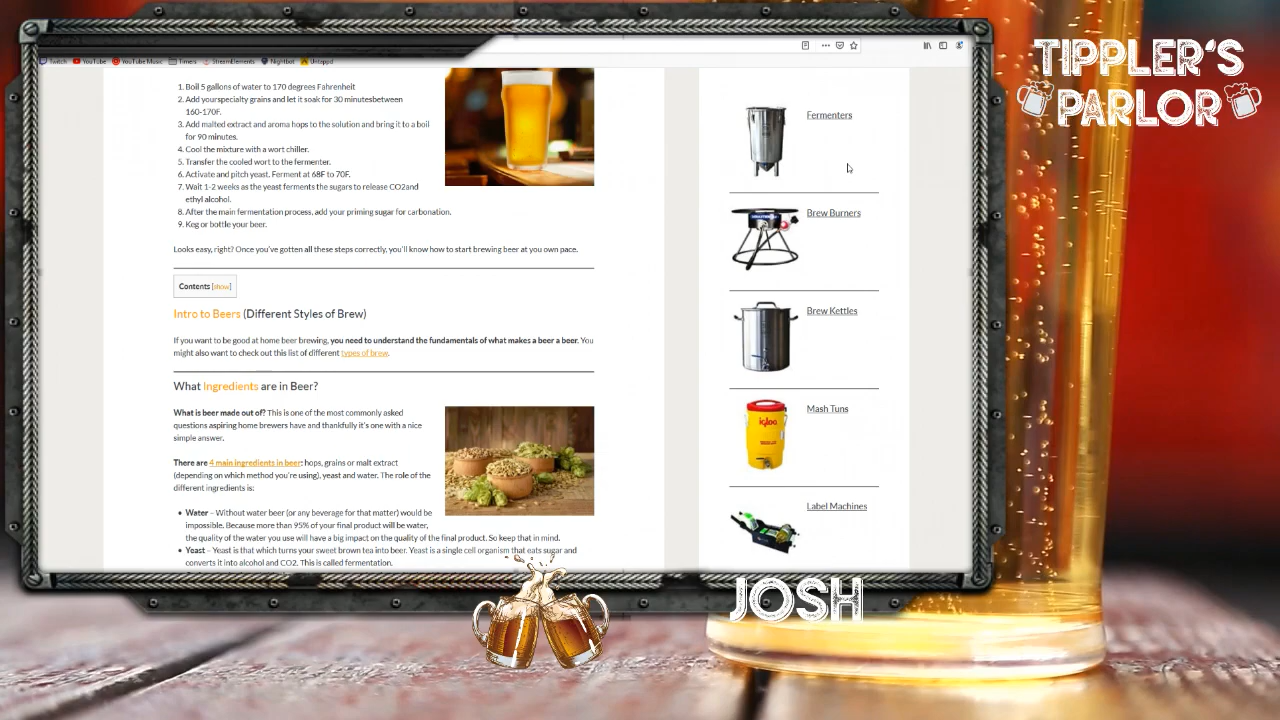 TIPPLER'S
PARLOR
Twitch YouTube YouTube Music Timers StreamElements Nightbot Untappd
1. Boil 5 gallons of water to 170 degrees Fahrenheit
2. Add yourspecialty grains and let it soak for 30 minutesbetween
160-170F.
3. Add malted extract and aroma hops to the solution and bring it to a boil
for 90 minutes.
4. Cool the mixture with a wort chiller.
5. Transfer the cooled wort to the fermenter.
6. Activate and pitch yeast. Ferment at 68F to 70F.
7. Wait 1-2 weeks as the yeast ferments the sugars to release CO2and
ethyl alcohol.
8. After the main fermentation process, add your priming sugar for carbonation.
9. Keg or bottle your beer.
Looks easy, right? Once you've gotten all these steps correctly, you'll know how to start brewing beer at you own pace.
Contents [show]
Intro to Beers (Different Styles of Brew)
If you want to be good at home beer brewing, you need to understand the fundamentals of what makes a beer a beer. You
might also want to check out this list of different types of brew.
What Ingredients are in Beer?
What is beer made out of? This is one of the most commonly asked
questions aspiring home brewers have and thankfully it's one with a nice
simple answer.
There are 4 main ingredients in beer: hops, grains or malt extract
(depending on which method you're using), yeast and water. The role of the
different ingredients is:
• Water – Without water beer (or any beverage for that matter) would be
impossible. Because more than 95% of your final product will be water,
the quality of the water you use will have a big impact on the quality of the final product. So keep that in mind.
• Yeast – Yeast is that which turns your sweet brown tea into beer. Yeast is a single cell organism that eats sugar and
converts it into alcohol and CO2. This is called fermentation.
Fermenters
Brew Burners
Brew Kettles
igloo
Mash Tuns
Label Machines
JOSH